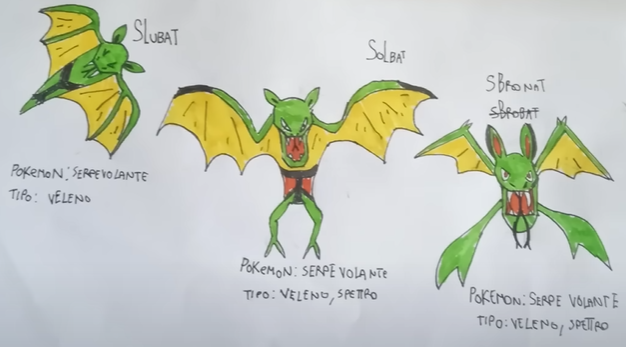 SLUBAT
POKEMON: SERPEVOLANTE
TIPO: VELENO
SOLBAT
POKEMON: SERPE VOLANTE
TIPO: VELENO, SPETTRO
SBRONAT
SBROBAT
POKEMON: SERPE VOLANTE
TIPO: VELENO, SPETTRO